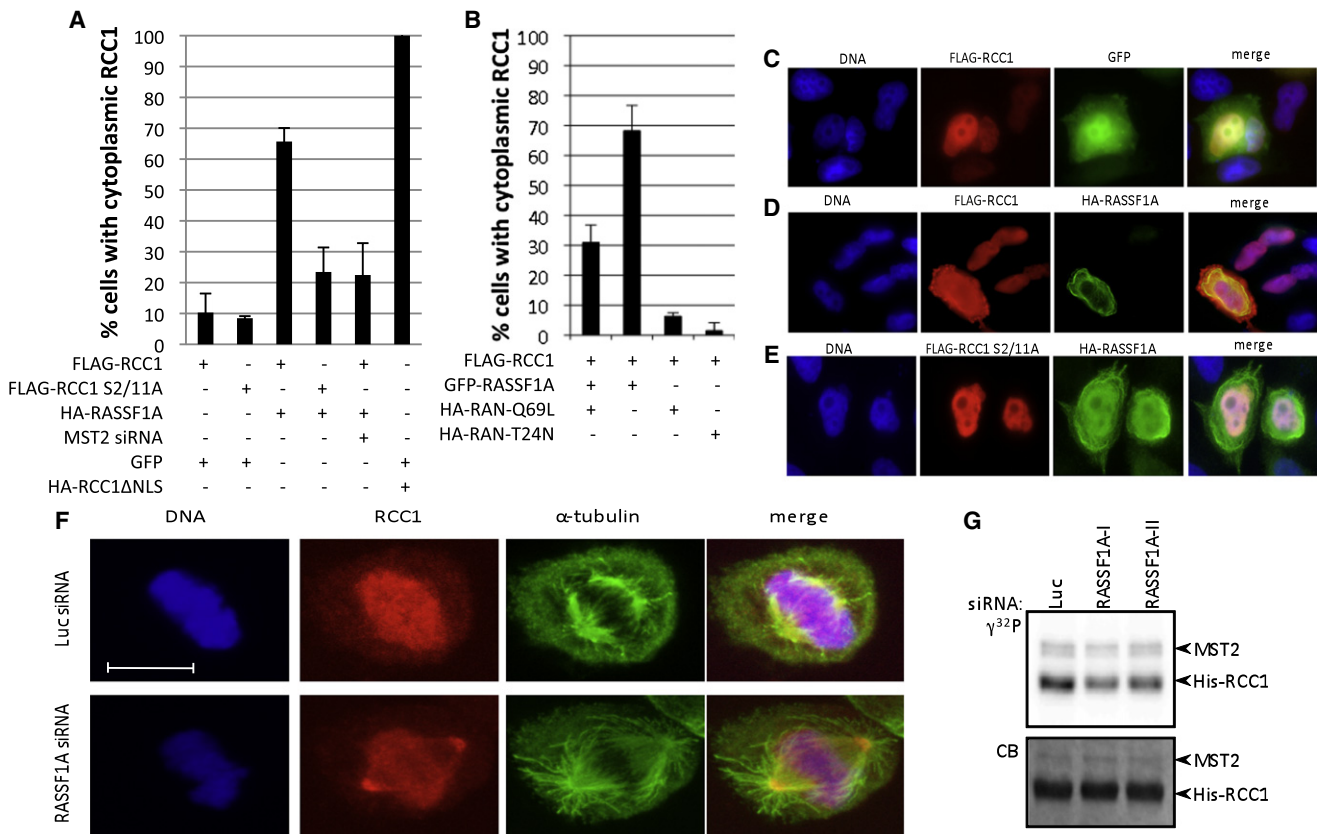 A
% cells with cytoplasmic RCC1
100
90
80
70
60
50
40
30
20
10
0
FLAG-RCC1 + - + - + -
FLAG-RCC1 S2/11A - + - + - -
HA-RASSF1A - - + + + -
MST2 siRNA - - - - + -
GFP + + - - - +
HA-RCC1ΔNLS - - - - - +
B
% cells with cytoplasmic RCC1
100
90
80
70
60
50
40
30
20
10
0
FLAG-RCC1 + + + +
GFP-RASSF1A + + - -
HA-RAN-Q69L + - + -
HA-RAN-T24N - - - +
C
DNA FLAG-RCC1 GFP merge
D
DNA FLAG-RCC1 HA-RASSF1A merge
E
DNA FLAG-RCC1 S2/11A HA-RASSF1A merge
F
DNA RCC1 α-tubulin merge
Luc siRNA
RASSF1A siRNA
G
siRNA: Luc RASSF1A-I RASSF1A-II
γ³²P
MST2
His-RCC1
CB
MST2
His-RCC1